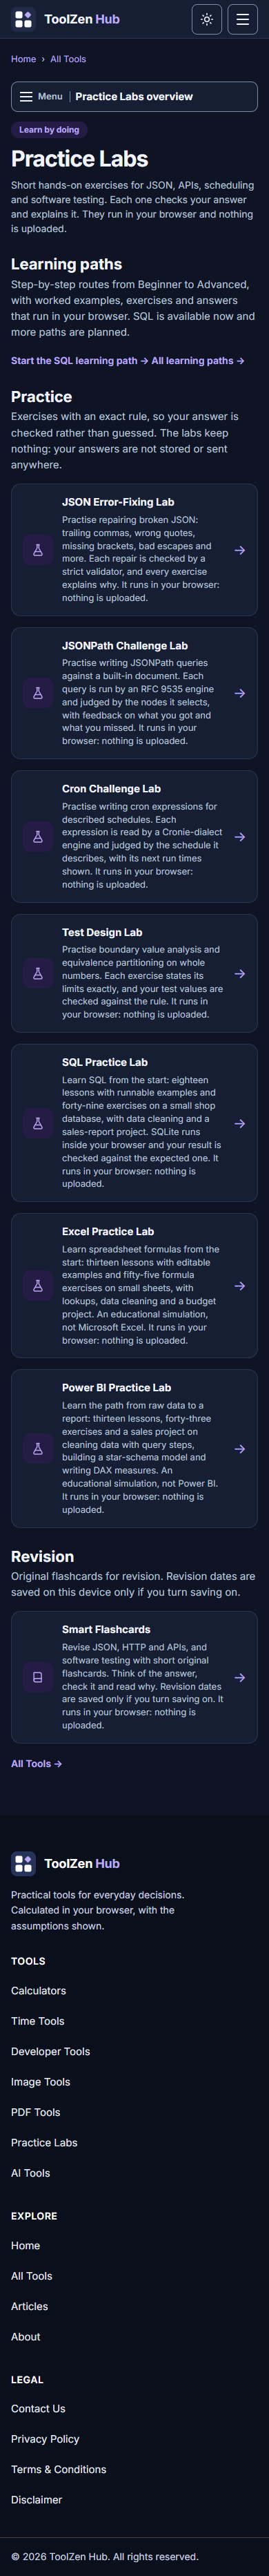 ToolZen Hub
Home › All Tools
Menu | Practice Labs overview
Learn by doing
Practice Labs
Short hands-on exercises for JSON, APIs, scheduling
and software testing. Each one checks your answer
and explains it. They run in your browser and nothing
is uploaded.
Learning paths
Step-by-step routes from Beginner to Advanced,
with worked examples, exercises and answers
that run in your browser. SQL is available now and
more paths are planned.
Start the SQL learning path → All learning paths →
Practice
Exercises with an exact rule, so your answer is
checked rather than guessed. The labs keep
nothing: your answers are not stored or sent
anywhere.
JSON Error-Fixing Lab
Practise repairing broken JSON:
trailing commas, wrong quotes,
missing brackets, bad escapes and
more. Each repair is checked by a
strict validator, and every exercise
explains why. It runs in your browser:
nothing is uploaded.
JSONPath Challenge Lab
Practise writing JSONPath queries
against a built-in document. Each
query is run by an RFC 9535 engine
and judged by the nodes it selects,
with feedback on what you got and
what you missed. It runs in your
browser: nothing is uploaded.
Cron Challenge Lab
Practise writing cron expressions for
described schedules. Each
expression is read by a Cronie-dialect
engine and judged by the schedule it
describes, with its next run times
shown. It runs in your browser:
nothing is uploaded.
Test Design Lab
Practise boundary value analysis and
equivalence partitioning on whole
numbers. Each exercise states its
limits exactly, and your test values are
checked against the rule. It runs in
your browser: nothing is uploaded.
SQL Practice Lab
Learn SQL from the start: eighteen
lessons with runnable examples and
forty-nine exercises on a small shop
database, with data cleaning and a
sales-report project. SQLite runs
inside your browser and your result is
checked against the expected one. It
runs in your browser: nothing is
uploaded.
Excel Practice Lab
Learn spreadsheet formulas from the
start: thirteen lessons with editable
examples and fifty-five formula
exercises on small sheets, with
lookups, data cleaning and a budget
project. An educational simulation,
not Microsoft Excel. It runs in your
browser: nothing is uploaded.
Power BI Practice Lab
Learn the path from raw data to a
report: thirteen lessons, forty-three
exercises and a sales project on
cleaning data with query steps,
building a star-schema model and
writing DAX measures. An
educational simulation, not Power BI.
It runs in your browser: nothing is
uploaded.
Revision
Original flashcards for revision. Revision dates are
saved on this device only if you turn saving on.
Smart Flashcards
Revise JSON, HTTP and APIs, and
software testing with short original
flashcards. Think of the answer,
check it and read why. Revision dates
are saved only if you turn saving on. It
runs in your browser: nothing is
uploaded.
All Tools →
ToolZen Hub
Practical tools for everyday decisions.
Calculated in your browser, with the
assumptions shown.
TOOLS
Calculators
Time Tools
Developer Tools
Image Tools
PDF Tools
Practice Labs
AI Tools
EXPLORE
Home
All Tools
Articles
About
LEGAL
Contact Us
Privacy Policy
Terms & Conditions
Disclaimer
© 2026 ToolZen Hub. All rights reserved.